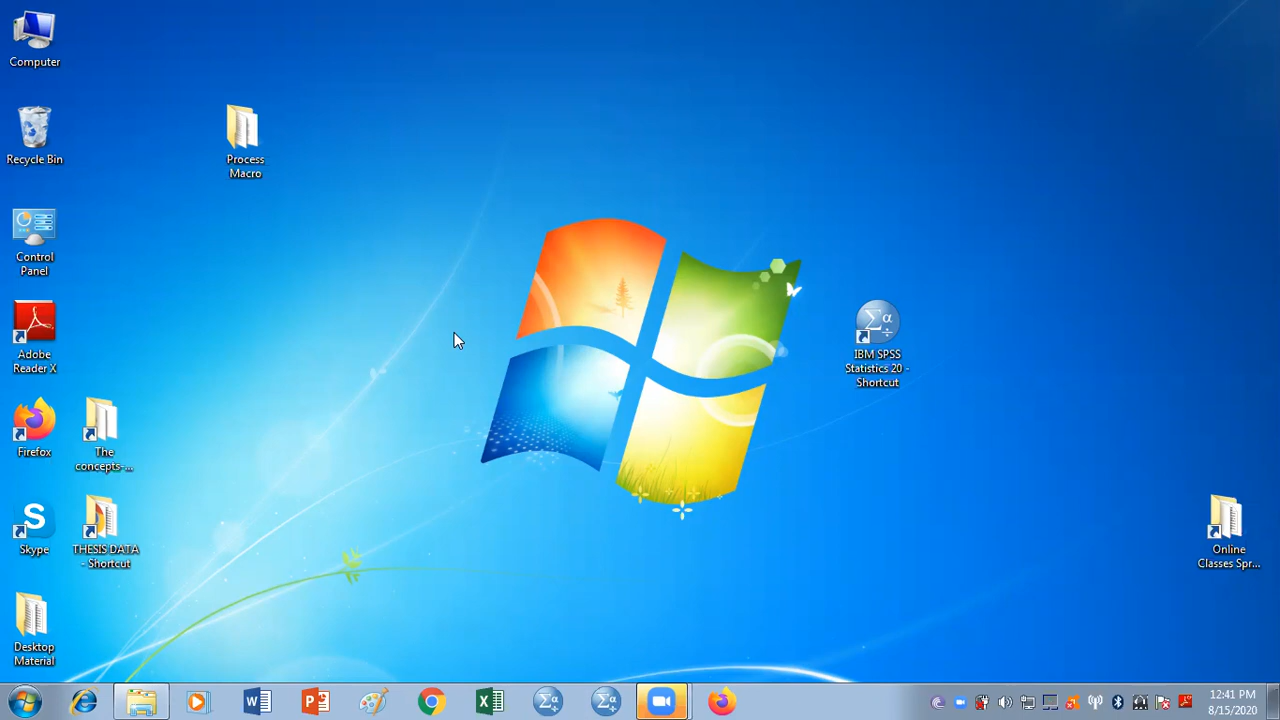 Computer
Recycle Bin
Process
Macro
Control
Panel
Adobe
Reader X
IBM SPSS
Statistics 20 -
Shortcut
Firefox
The
concepts-...
Skype
THESIS DATA
- Shortcut
Online
Classes Spr...
Desktop
Material
12:41 PM
8/15/2020